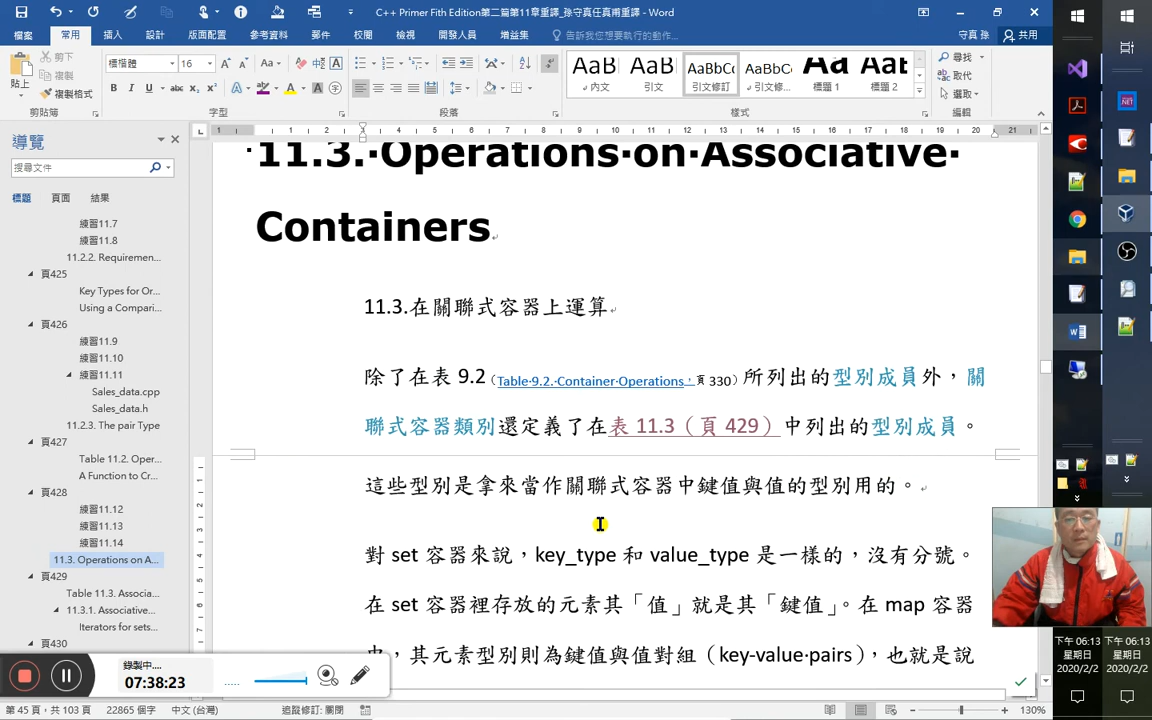 C++ Primer Fifth Edition第二篇第11章重譯_孫守真任真甫重譯 - Word
檔案 常用 插入 設計 版面配置 參考資料 郵件 校閱 檢視 開發人員 增益集 告訴我您想要執行的動作... 守真 孫 共用
貼上 剪下 複製 複製格式 剪貼簿
標楷體 16 字型
段落
AaB 內文 AaB 引文 AaBbCc 引文修訂 AaBbCc 引文修... AaB 標題 1 AaB 標題 2 樣式
尋找 取代 選取 編輯
導覽
搜尋文件
標題 頁面 結果
練習11.7
練習11.8
11.2.2. Requiremen...
頁425
Key Types for Or...
Using a Compari...
頁426
練習11.9
練習11.10
練習11.11
Sales_data.cpp
Sales_data.h
11.2.3. The pair Type
頁427
Table 11.2. Oper...
A Function to Cr...
頁428
練習11.12
練習11.13
練習11.14
11.3. Operations on A...
頁429
Table 11.3. Associa...
11.3.1. Associative...
Iterators for sets...
頁430
11.3.·Operations·on·Associative·
Containers
11.3.在關聯式容器上運算
除了在表 9.2（Table·9.2.·Container·Operations，頁 330）所列出的型別成員外，關
聯式容器類別還定義了在表 11.3（頁 429）中列出的型別成員。
這些型別是拿來當作關聯式容器中鍵值與值的型別用的。
對 set 容器來說，key_type 和 value_type 是一樣的，沒有分號。
在 set 容器裡存放的元素其「值」就是其「鍵值」。在 map 容器
中，其元素型別則為鍵值與值對組（key-value·pairs），也就是說
錄製中....
07:38:23
第 45 頁，共 103 頁 22865 個字 中文 (台灣) 追蹤修訂: 關閉 130%
下午 06:13 下午 06:13
星期日 星期日
2020/2/2 2020/2/2